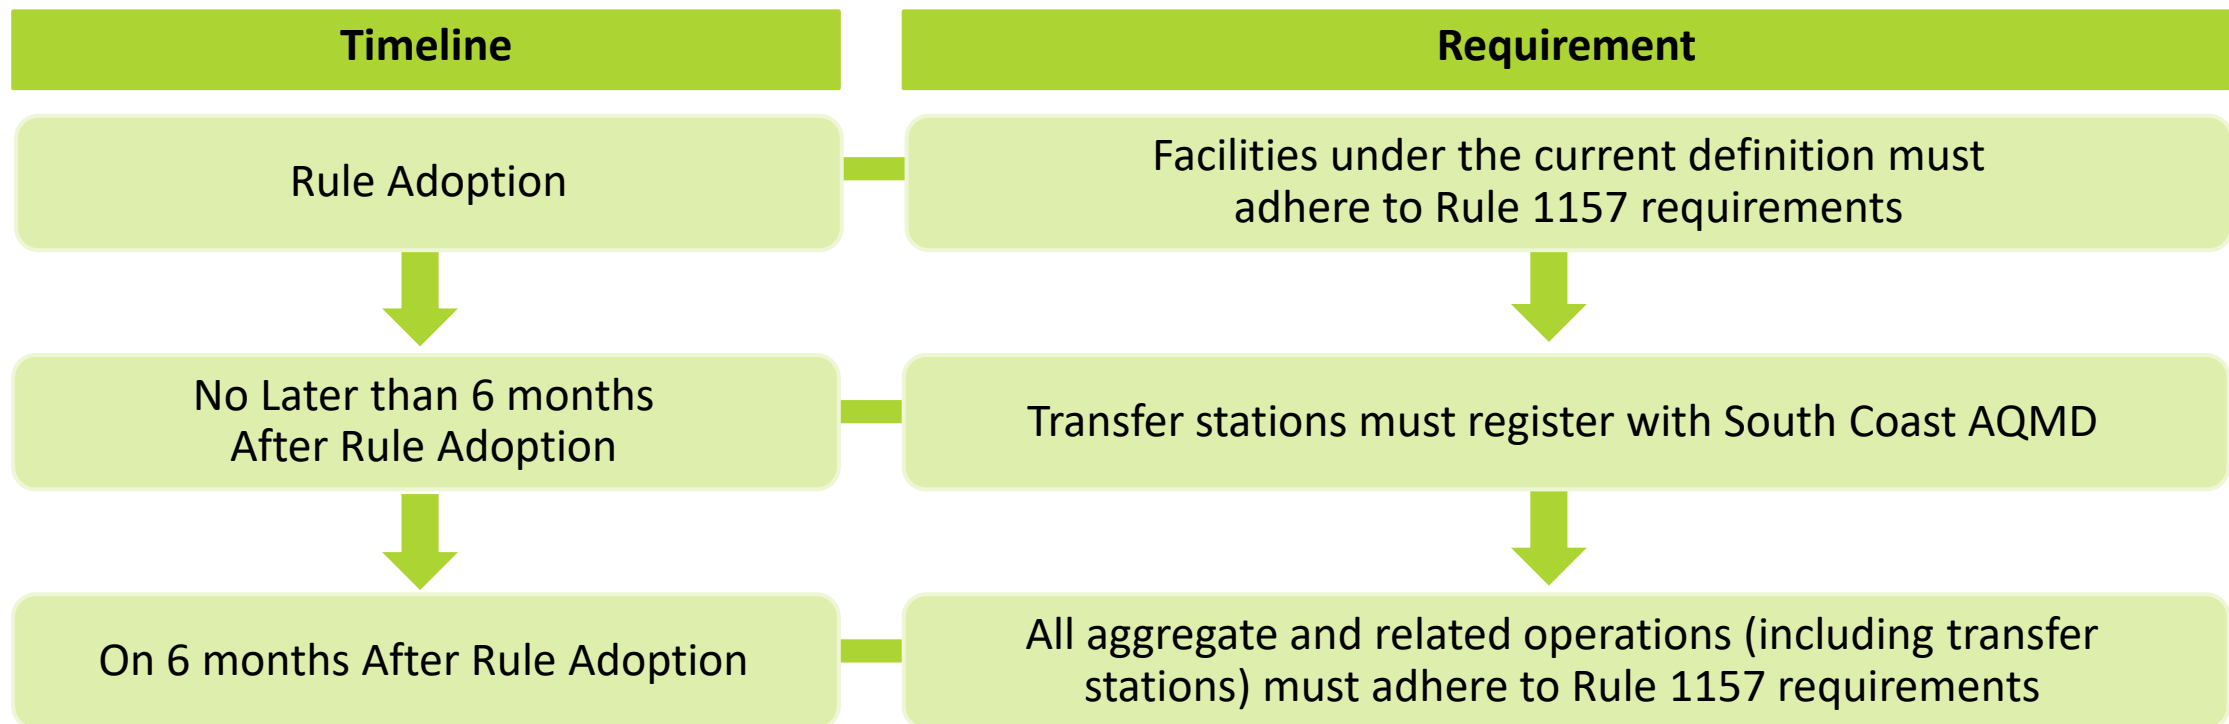 Timeline
Requirement
Rule Adoption
Facilities under the current definition must
adhere to Rule 1157 requirements
No Later than 6 months
After Rule Adoption
Transfer stations must register with South Coast AQMD
On 6 months After Rule Adoption
All aggregate and related operations (including transfer
stations) must adhere to Rule 1157 requirements